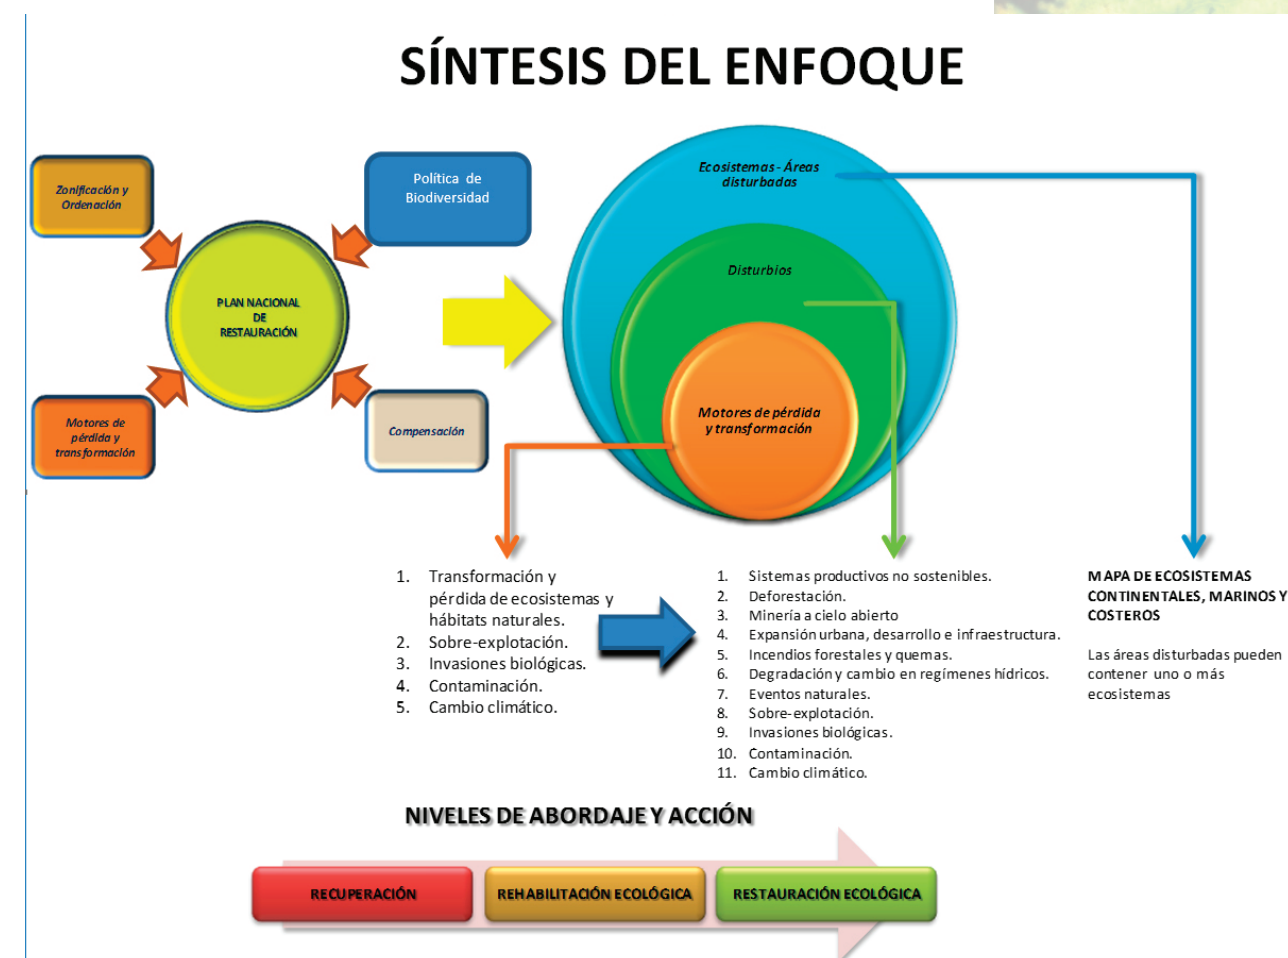 SÍNTESIS DEL ENFOQUE
Zonificación y
Ordenación
Política de
Biodiversidad
PLAN NACIONAL
DE
RESTAURACIÓN
Motores de
pérdida y
transformación
Compensación
Ecosistemas - Áreas
disturbadas
Disturbios
Motores de pérdida
y transformación
1. Transformación y
pérdida de ecosistemas y
hábitats naturales.
2. Sobre-explotación.
3. Invasiones biológicas.
4. Contaminación.
5. Cambio climático.
1. Sistemas productivos no sostenibles.
2. Deforestación.
3. Minería a cielo abierto
4. Expansión urbana, desarrollo e infraestructura.
5. Incendios forestales y quemas.
6. Degradación y cambio en regímenes hídricos.
7. Eventos naturales.
8. Sobre-explotación.
9. Invasiones biológicas.
10. Contaminación.
11. Cambio climático.
MAPA DE ECOSISTEMAS
CONTINENTALES, MARINOS Y
COSTEROS
Las áreas disturbadas pueden
contener uno o más
ecosistemas
NIVELES DE ABORDAJE Y ACCIÓN
RECUPERACIÓN
REHABILITACIÓN ECOLÓGICA
RESTAURACIÓN ECOLÓGICA